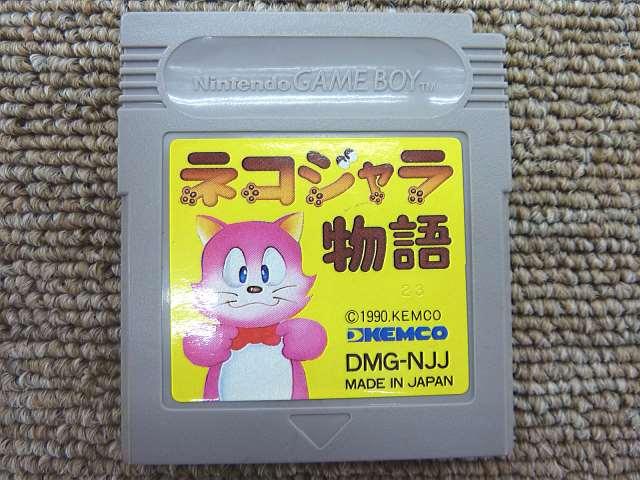 Nintendo GAME BOY™
ネコジャラ
物語
23
©1990.KEMCO
KEMCO
DMG-NJJ
MADE IN JAPAN